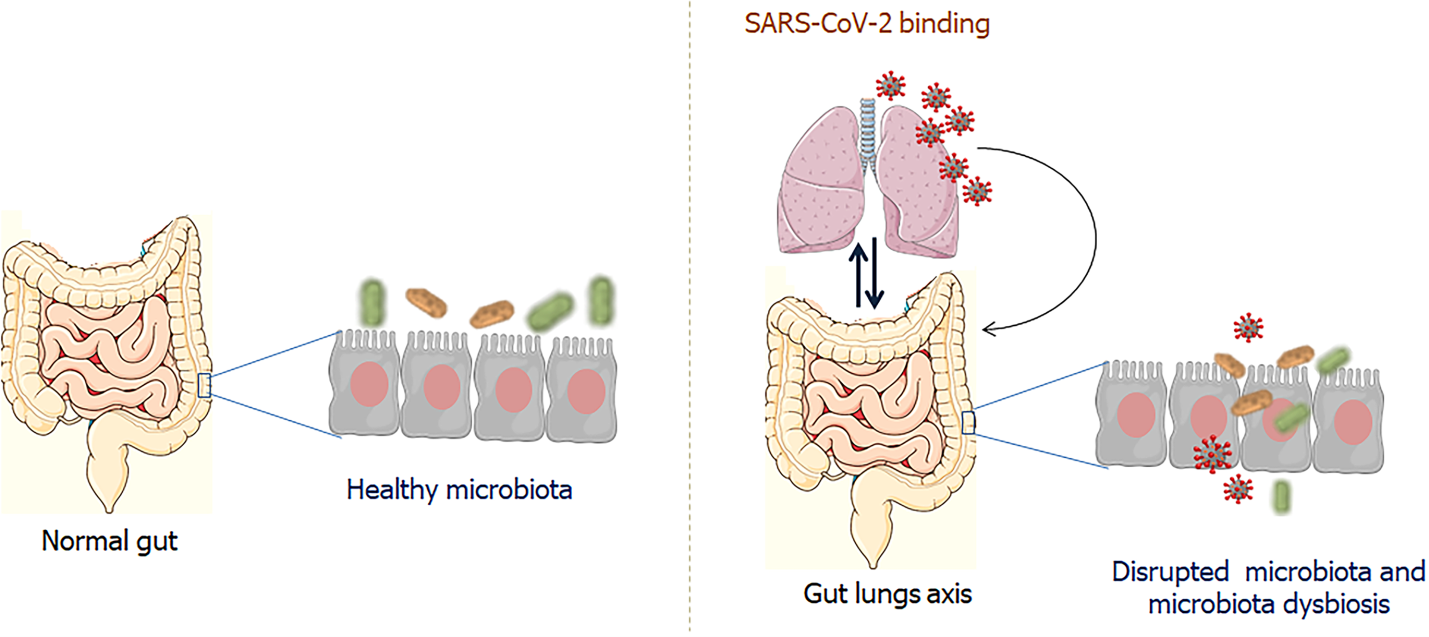 SARS-CoV-2 binding
Healthy microbiota
Normal gut
Gut lungs axis
Disrupted microbiota and
microbiota dysbiosis